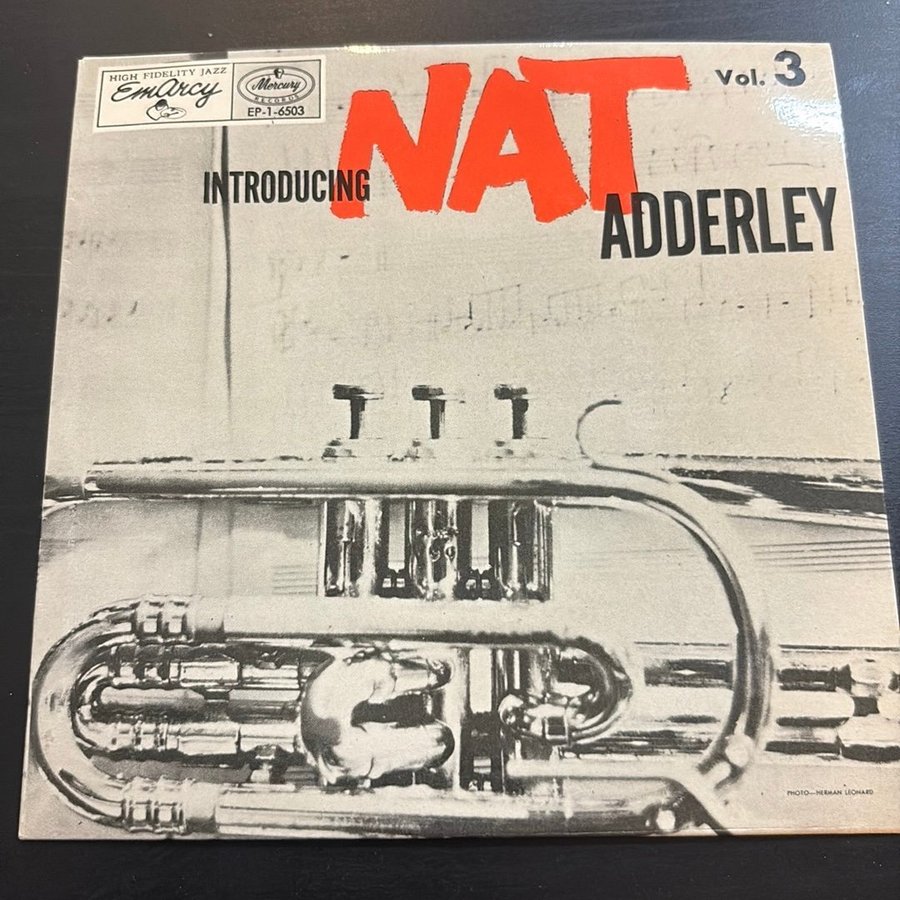 HIGH FIDELITY JAZZ
EmArcy
Mercury
RECORDS
EP-1-6503
Vol. 3
INTRODUCING
NAT
ADDERLEY
PHOTO—HERMAN LEONARD